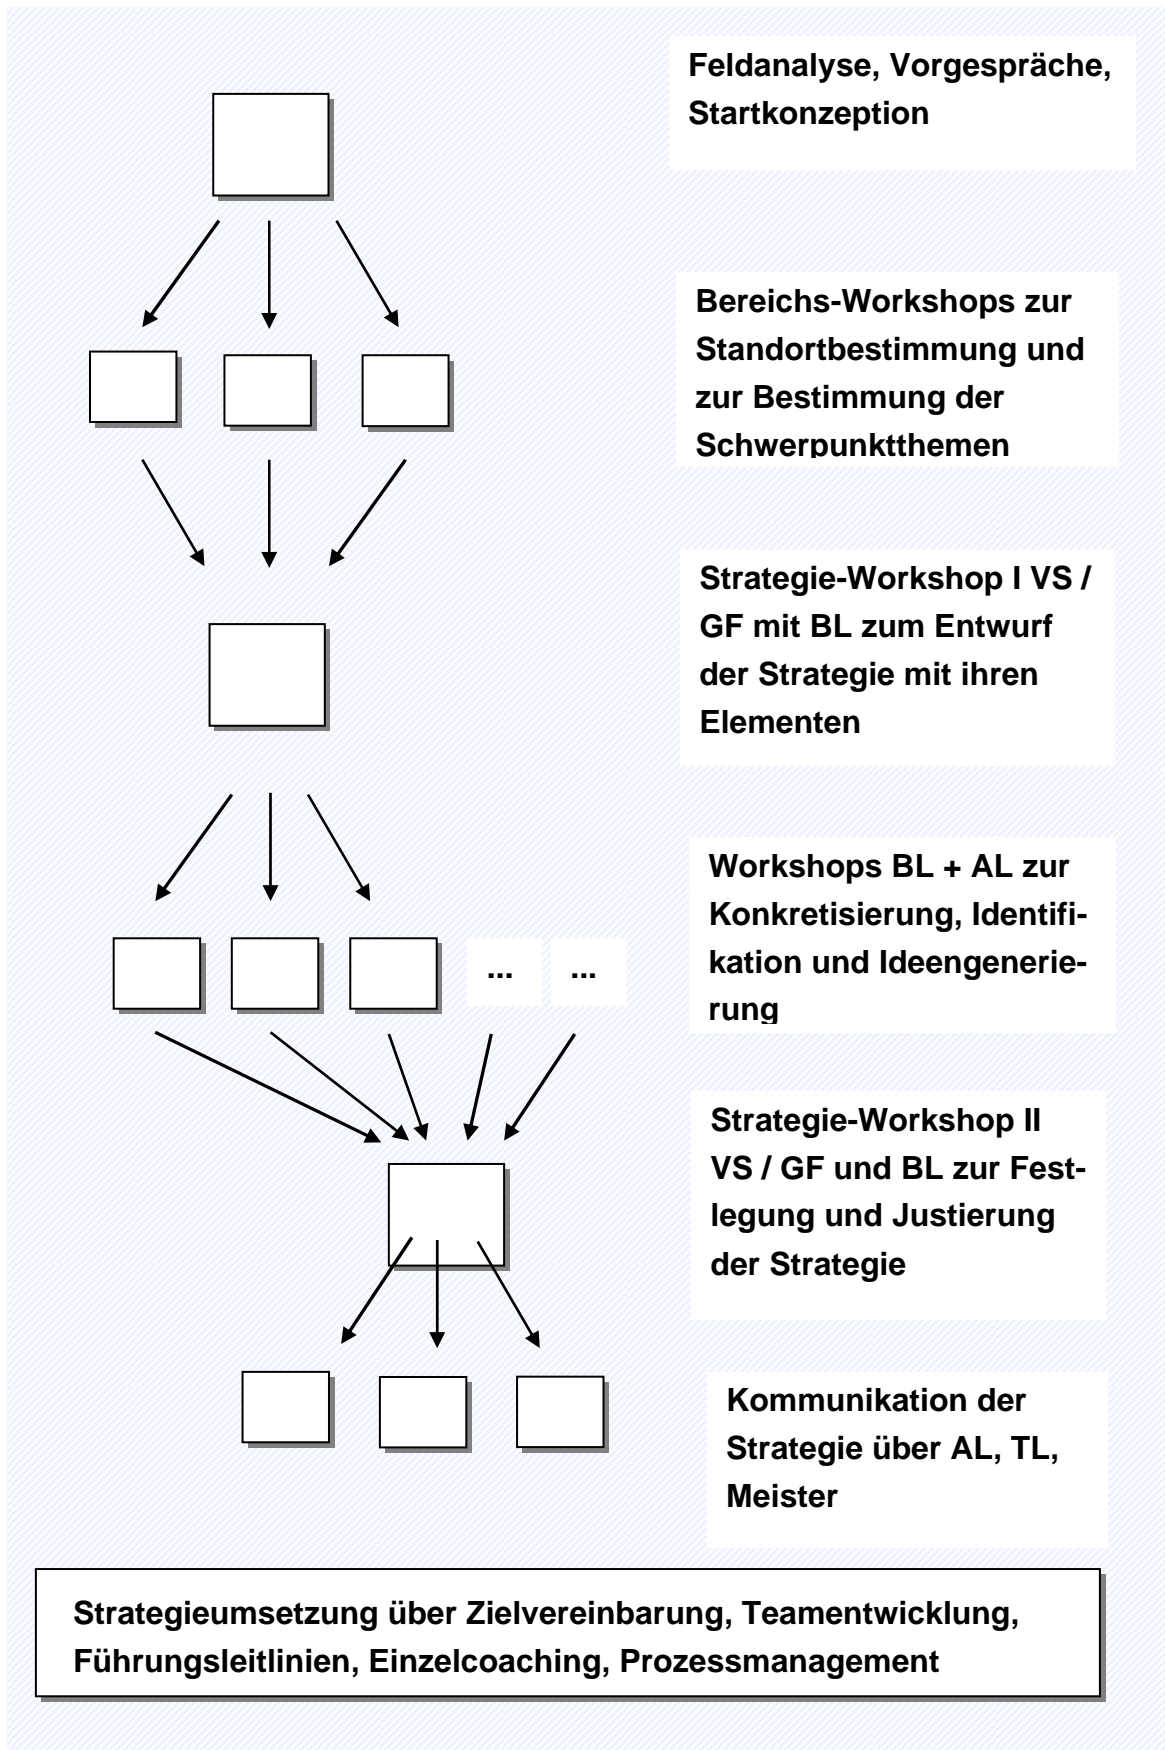 Feldanalyse, Vorgespräche,
Startkonzeption
Bereichs-Workshops zur
Standortbestimmung und
zur Bestimmung der
Schwerpunktthemen
Strategie-Workshop I VS /
GF mit BL zum Entwurf
der Strategie mit ihren
Elementen
Workshops BL + AL zur
Konkretisierung, Identifi-
kation und Ideengenerie-
rung
... ...
Strategie-Workshop II
VS / GF und BL zur Fest-
legung und Justierung
der Strategie
Kommunikation der
Strategie über AL, TL,
Meister
Strategieumsetzung über Zielvereinbarung, Teamentwicklung,
Führungsleitlinien, Einzelcoaching, Prozessmanagement